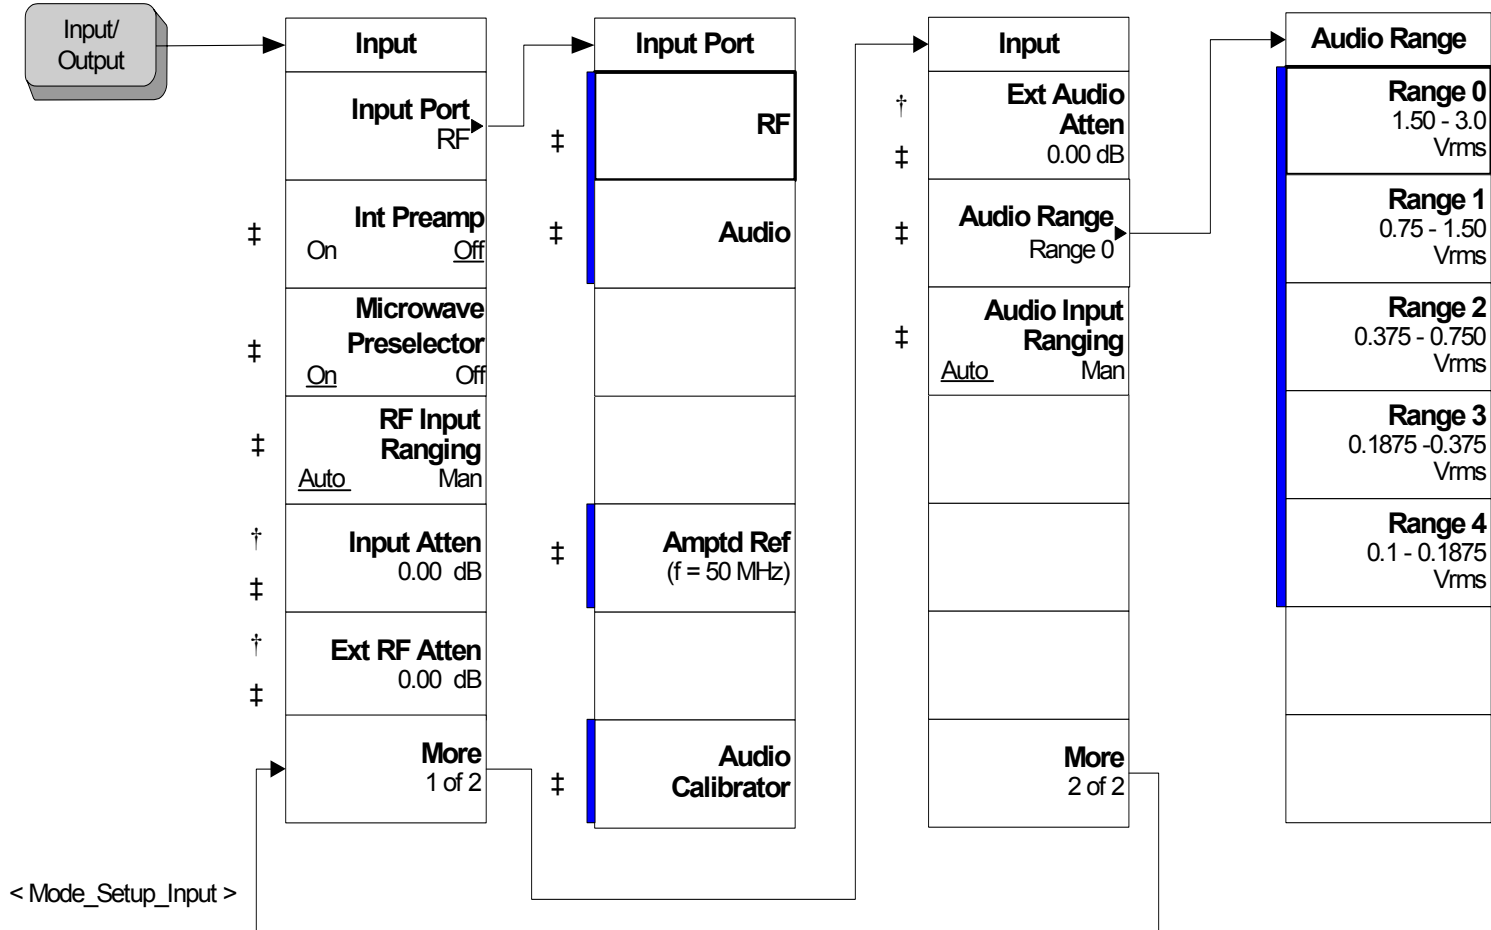 Input/
Output
Input
Input Port
RF
‡
Int Preamp
On Off
‡
Microwave
Preselector
On Off
‡
RF Input
Ranging
Auto Man
†
‡
Input Atten
0.00 dB
†
‡
Ext RF Atten
0.00 dB
More
1 of 2
Input Port
‡
RF
‡
Audio
‡
Amptd Ref
(f = 50 MHz)
‡
Audio
Calibrator
Input
†
‡
Ext Audio
Atten
0.00 dB
‡
Audio Range
Range 0
‡
Audio Input
Ranging
Auto Man
More
2 of 2
Audio Range
Range 0
1.50 - 3.0
Vrms
Range 1
0.75 - 1.50
Vrms
Range 2
0.375 - 0.750
Vrms
Range 3
0.1875 -0.375
Vrms
Range 4
0.1 - 0.1875
Vrms
< Mode_Setup_Input >